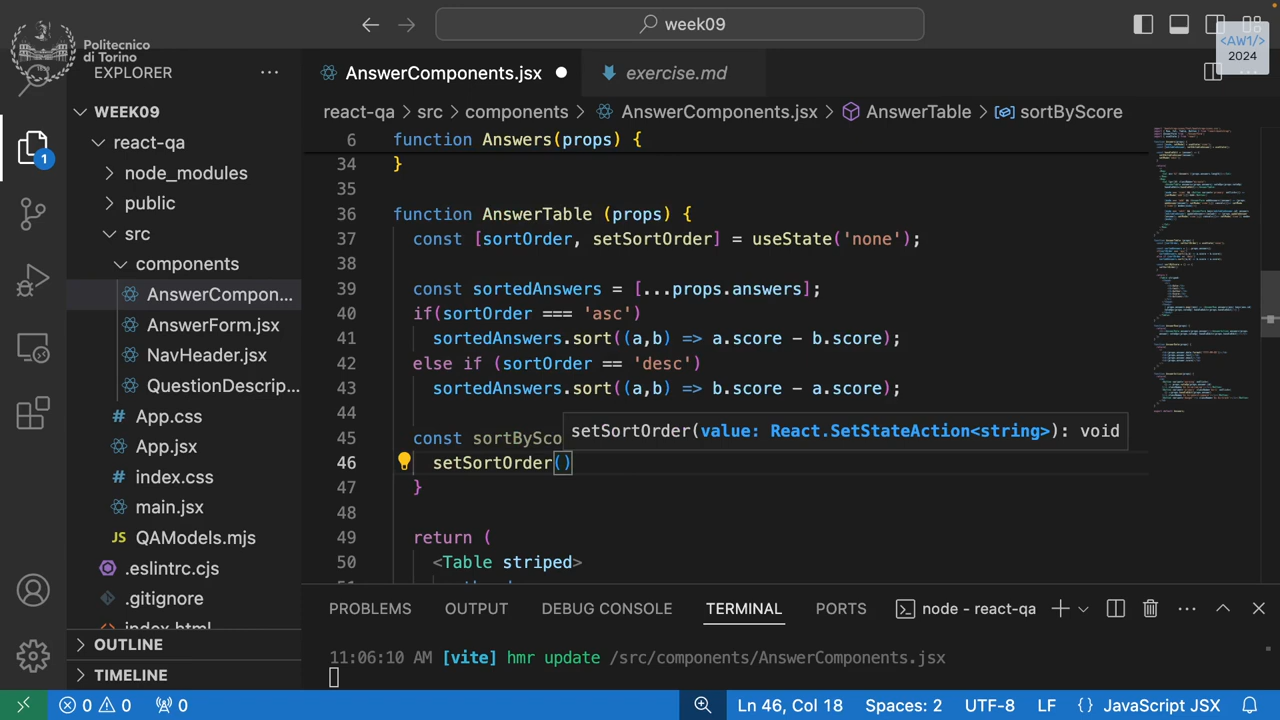 week09
Politecnico
di Torino
<AW1/>
2024
EXPLORER
AnswerComponents.jsx
exercise.md
WEEK09
react-qa > src > components > AnswerComponents.jsx > AnswerTable > sortByScore
1
react-qa
node_modules
public
src
components
AnswerCompon...
AnswerForm.jsx
NavHeader.jsx
QuestionDescrip...
App.css
App.jsx
index.css
main.jsx
QAModels.mjs
.eslintrc.cjs
.gitignore
index.html
OUTLINE
TIMELINE
6 function Answers(props) {
34 }
35
36 function AnswerTable (props) {
37 const [sortOrder, setSortOrder] = useState('none');
38
39 const sortedAnswers = [...props.answers];
40 if(sortOrder === 'asc')
41 sortedAnswers.sort((a,b) => a.score - b.score);
42 else if (sortOrder == 'desc')
43 sortedAnswers.sort((a,b) => b.score - a.score);
44
setSortOrder(value: React.SetStateAction<string>): void
45 const sortBySco
46 setSortOrder()
47 }
48
49 return (
50 <Table striped>
PROBLEMS OUTPUT DEBUG CONSOLE TERMINAL PORTS node - react-qa
11:06:10 AM [vite] hmr update /src/components/AnswerComponents.jsx
0 0 0 Ln 46, Col 18 Spaces: 2 UTF-8 LF {} JavaScript JSX